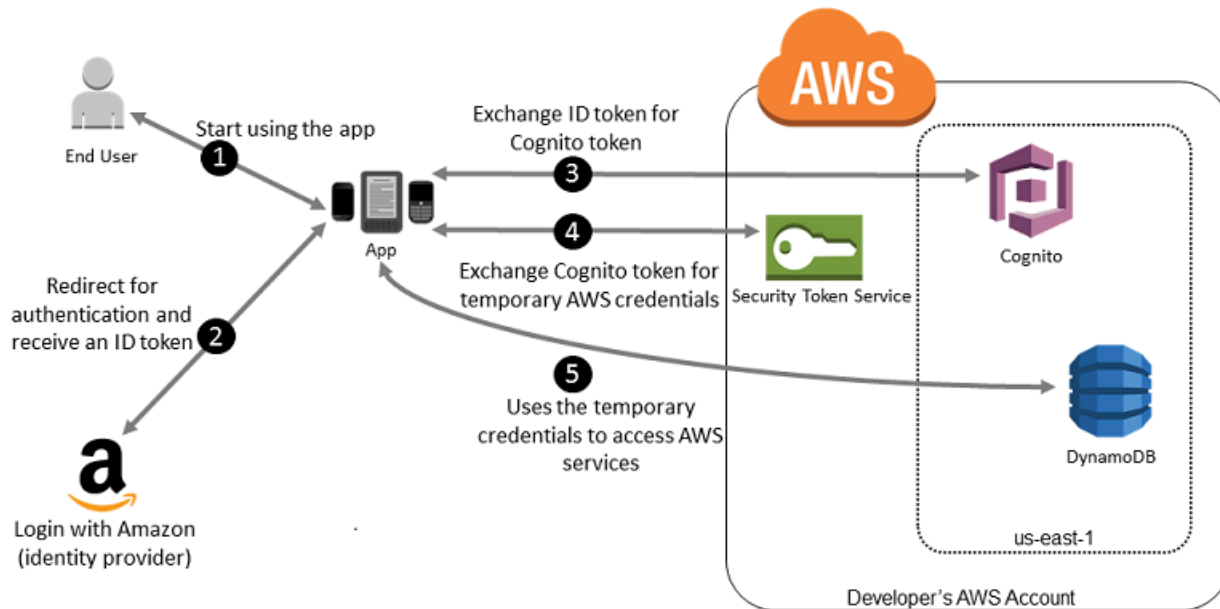 AWS
End User
Start using the app
1
Exchange ID token for
Cognito token
3
App
4
Exchange Cognito token for
temporary AWS credentials
Security Token Service
Cognito
Redirect for
authentication and
receive an ID token
2
5
Uses the temporary
credentials to access AWS
services
DynamoDB
a
Login with Amazon
(identity provider)
us-east-1
Developer's AWS Account